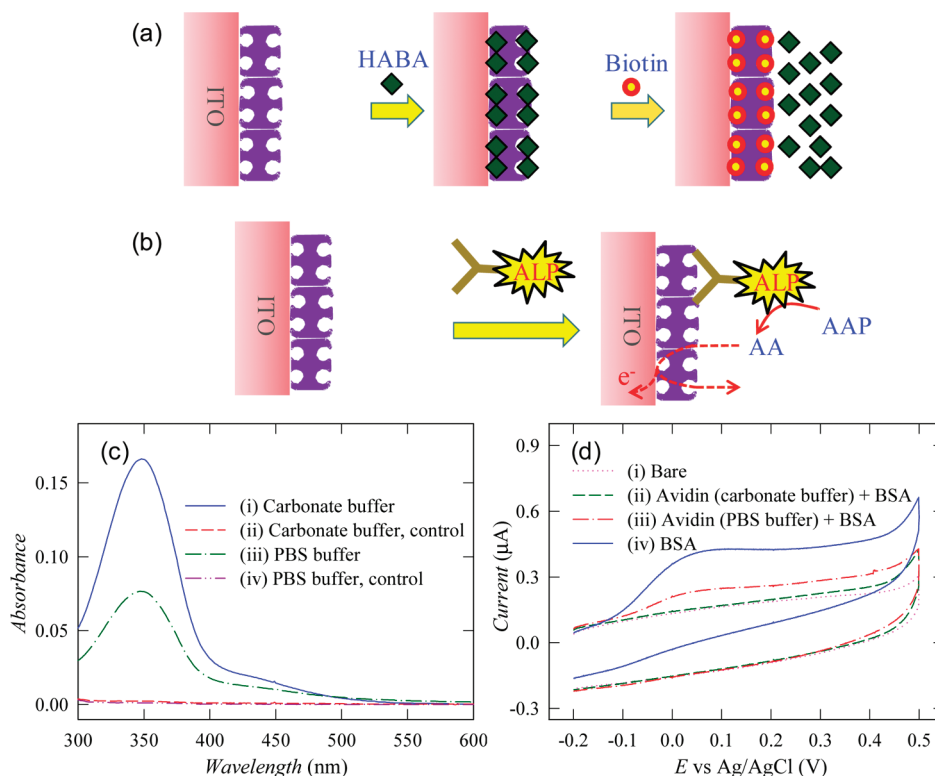 (a)
ITO
HABA
Biotin
ITO
ITO
(b)
ITO
ALP
ITO
ALP
AAP
AA
e-
(c)
Absorbance
0.15
0.10
0.05
0.00
(i) Carbonate buffer
(ii) Carbonate buffer, control
(iii) PBS buffer
(iv) PBS buffer, control
300 350 400 450 500 550 600
Wavelength (nm)
(d)
Current (μA)
0.9
0.6
0.3
0.0
-0.3
(i) Bare
(ii) Avidin (carbonate buffer) + BSA
(iii) Avidin (PBS buffer) + BSA
(iv) BSA
-0.2 -0.1 0.0 0.1 0.2 0.3 0.4 0.5
E vs Ag/AgCl (V)